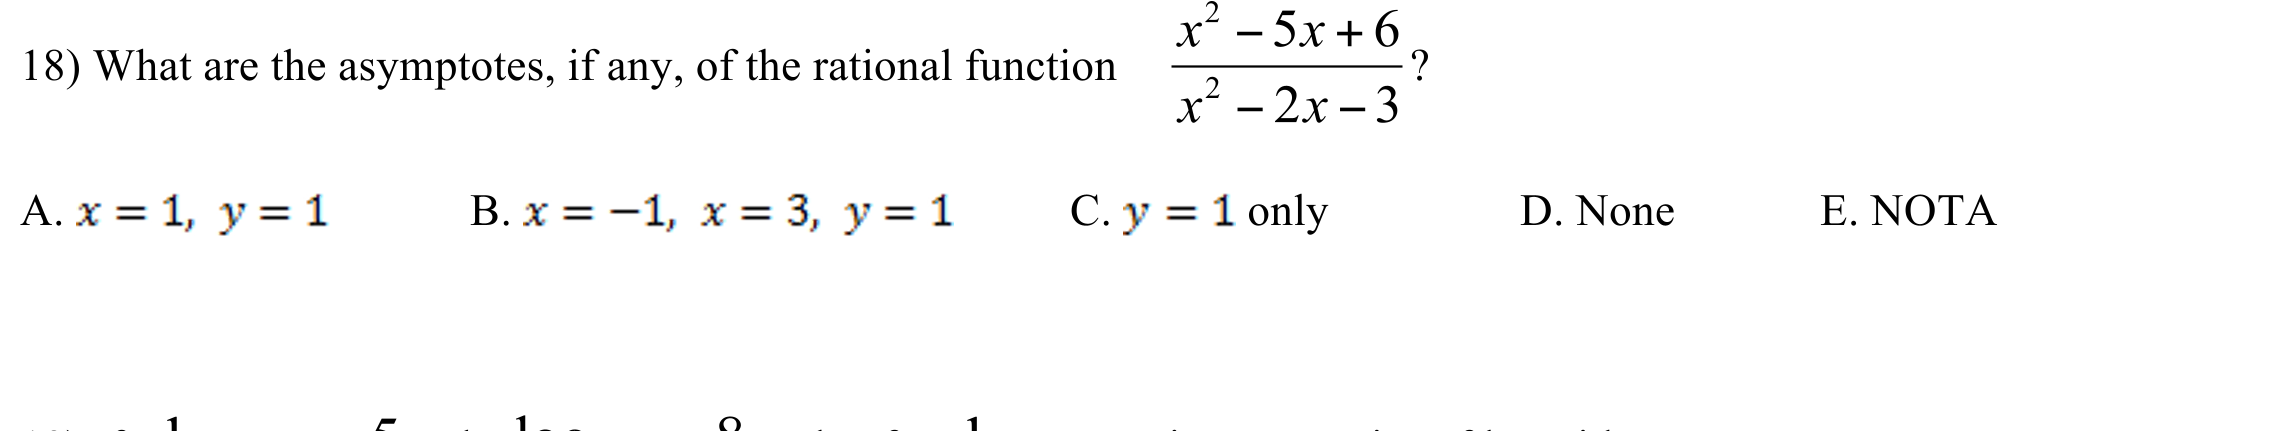 18) What are the asymptotes, if any, of the rational function (x² − 5x + 6)/(x² − 2x − 3)?
A. x = 1, y = 1 B. x = −1, x = 3, y = 1 C. y = 1 only D. None E. NOTA